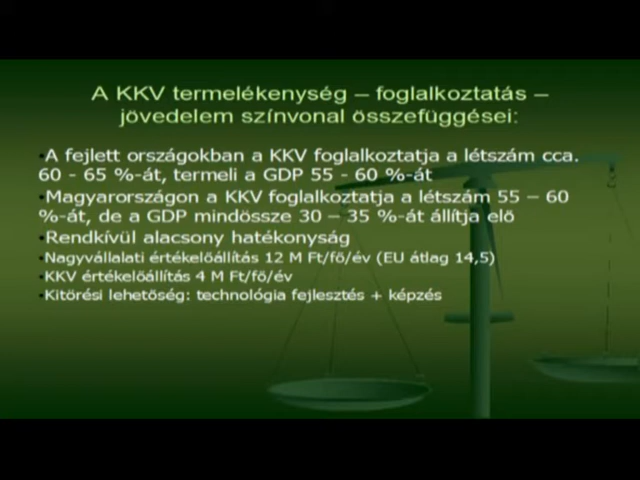 A KKV termelékenység – foglalkoztatás –
jövedelem színvonal összefüggései:
•A fejlett országokban a KKV foglalkoztatja a létszám cca.
60 - 65 %-át, termeli a GDP 55 - 60 %-át
•Magyarországon a KKV foglalkoztatja a létszám 55 – 60
%-át, de a GDP mindössze 30 – 35 %-át állítja elő
•Rendkívül alacsony hatékonyság
•Nagyvállalati értékelőállítás 12 M Ft/fő/év (EU átlag 14,5)
•KKV értékelőállítás 4 M Ft/fő/év
•Kitörési lehetőség: technológia fejlesztés + képzés